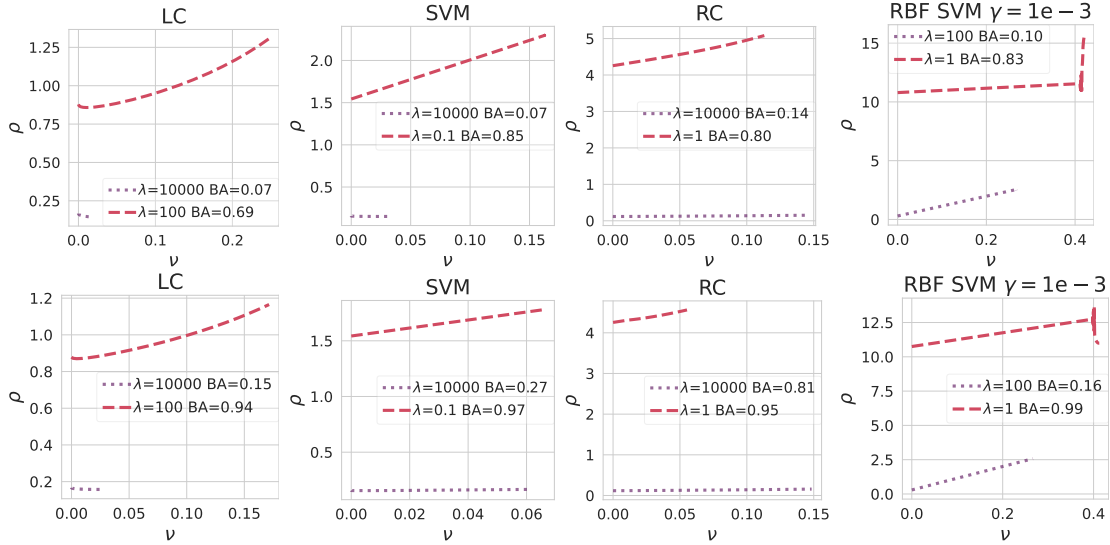 LC
1.25
1.00
0.75
0.50
0.25
ρ
λ=10000 BA=0.07
λ=100 BA=0.69
0.0
0.1
0.2
ν
SVM
2.0
1.5
1.0
0.5
ρ
λ=10000 BA=0.07
λ=0.1 BA=0.85
0.00
0.05
0.10
0.15
ν
RC
5
4
3
2
1
0
ρ
λ=10000 BA=0.14
λ=1 BA=0.80
0.00
0.05
0.10
0.15
ν
RBF SVM γ = 1e − 3
15
10
5
0
ρ
λ=100 BA=0.10
λ=1 BA=0.83
0.0
0.2
0.4
ν
LC
1.2
1.0
0.8
0.6
0.4
0.2
ρ
λ=10000 BA=0.15
λ=100 BA=0.94
0.00
0.05
0.10
0.15
ν
SVM
1.5
1.0
0.5
ρ
λ=10000 BA=0.27
λ=0.1 BA=0.97
0.00
0.02
0.04
0.06
ν
RC
4
3
2
1
0
ρ
λ=10000 BA=0.81
λ=1 BA=0.95
0.00
0.05
0.10
0.15
ν
RBF SVM γ = 1e − 3
12.5
10.0
7.5
5.0
2.5
0.0
ρ
λ=100 BA=0.16
λ=1 BA=0.99
0.0
0.2
0.4
ν